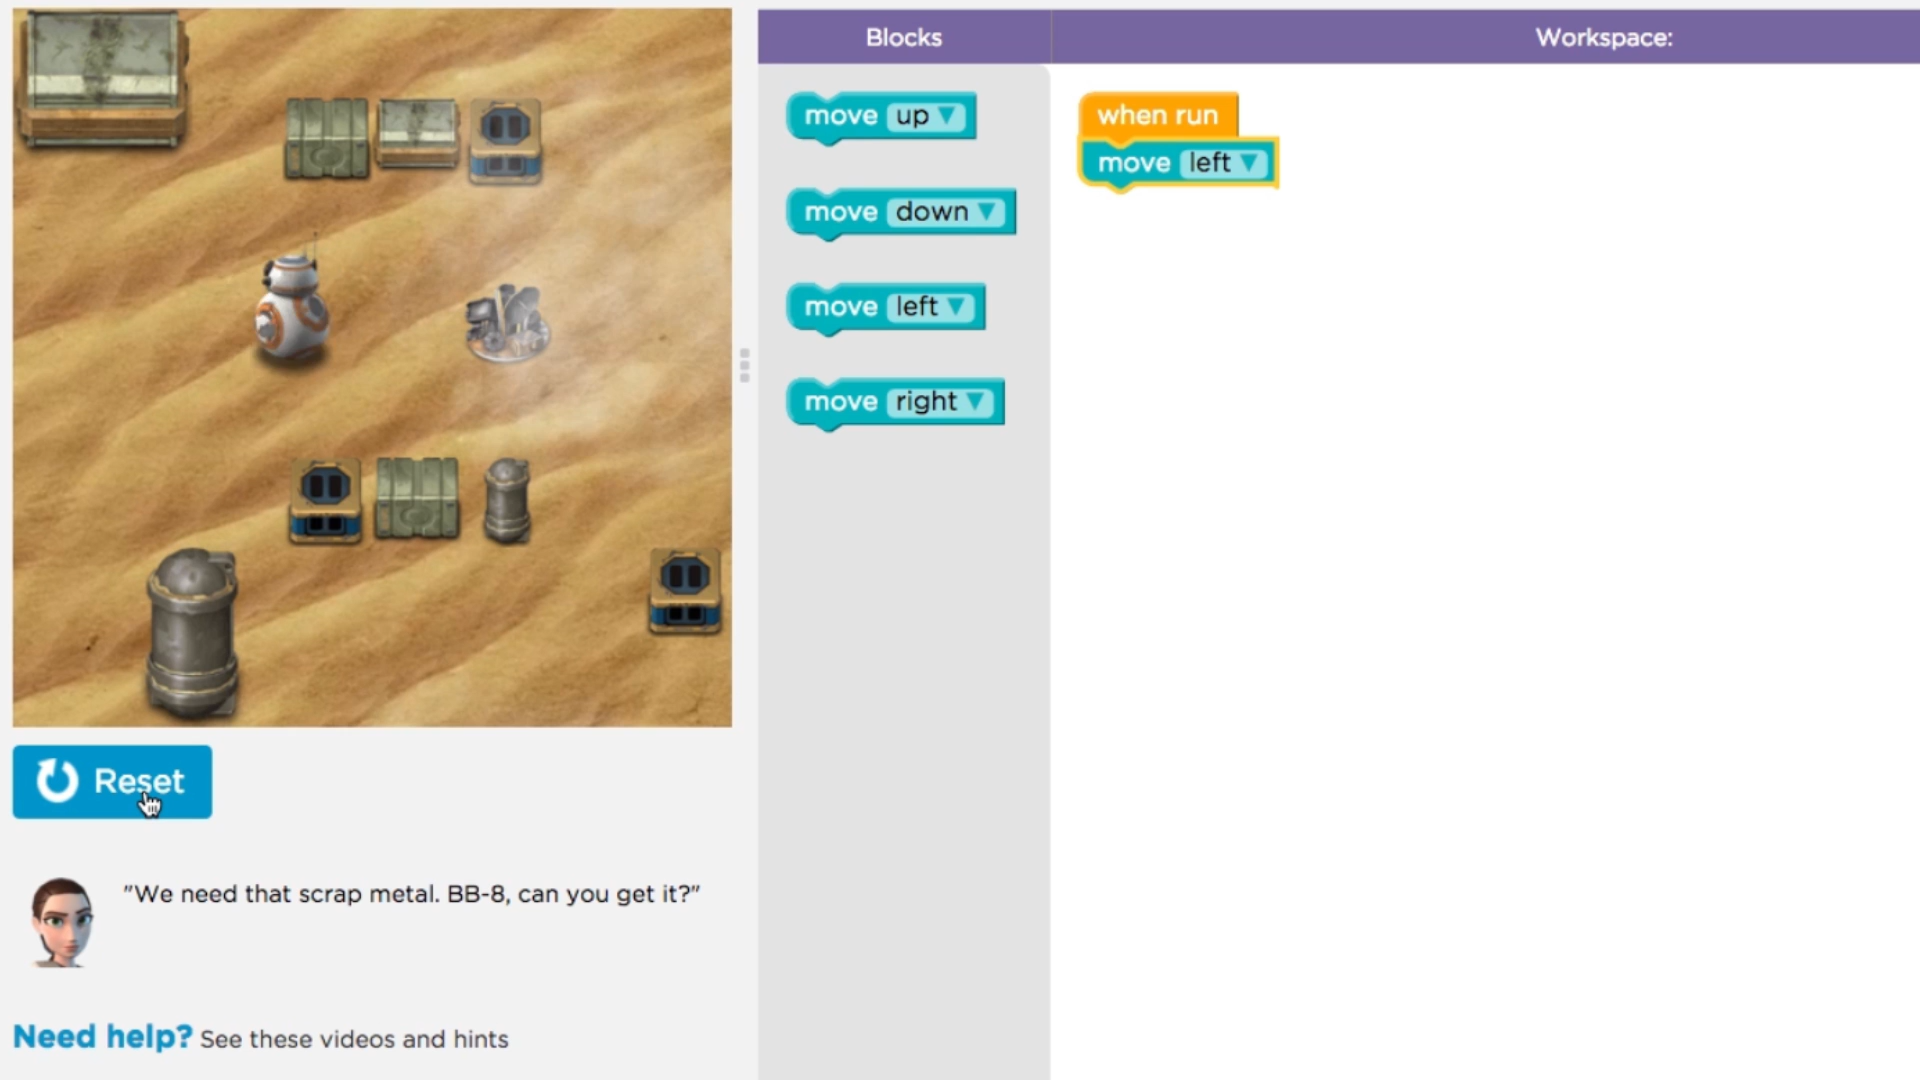 Blocks
Workspace:
move up
move down
move left
move right
when run
move left
Reset
"We need that scrap metal. BB-8, can you get it?"
Need help? See these videos and hints